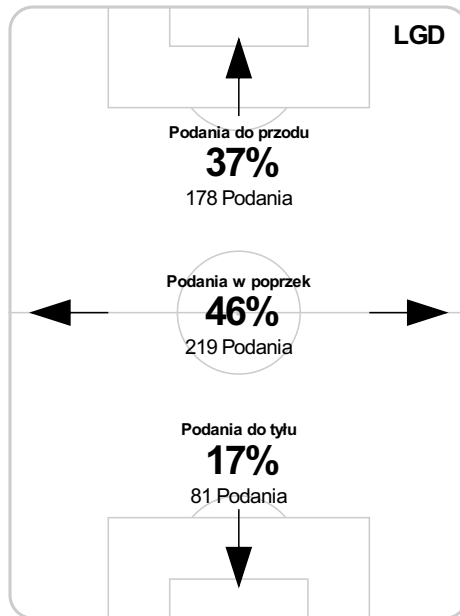 LGD
Podania do przodu
37%
178 Podania
Podania w poprzek
46%
219 Podania
Podania do tyłu
17%
81 Podania